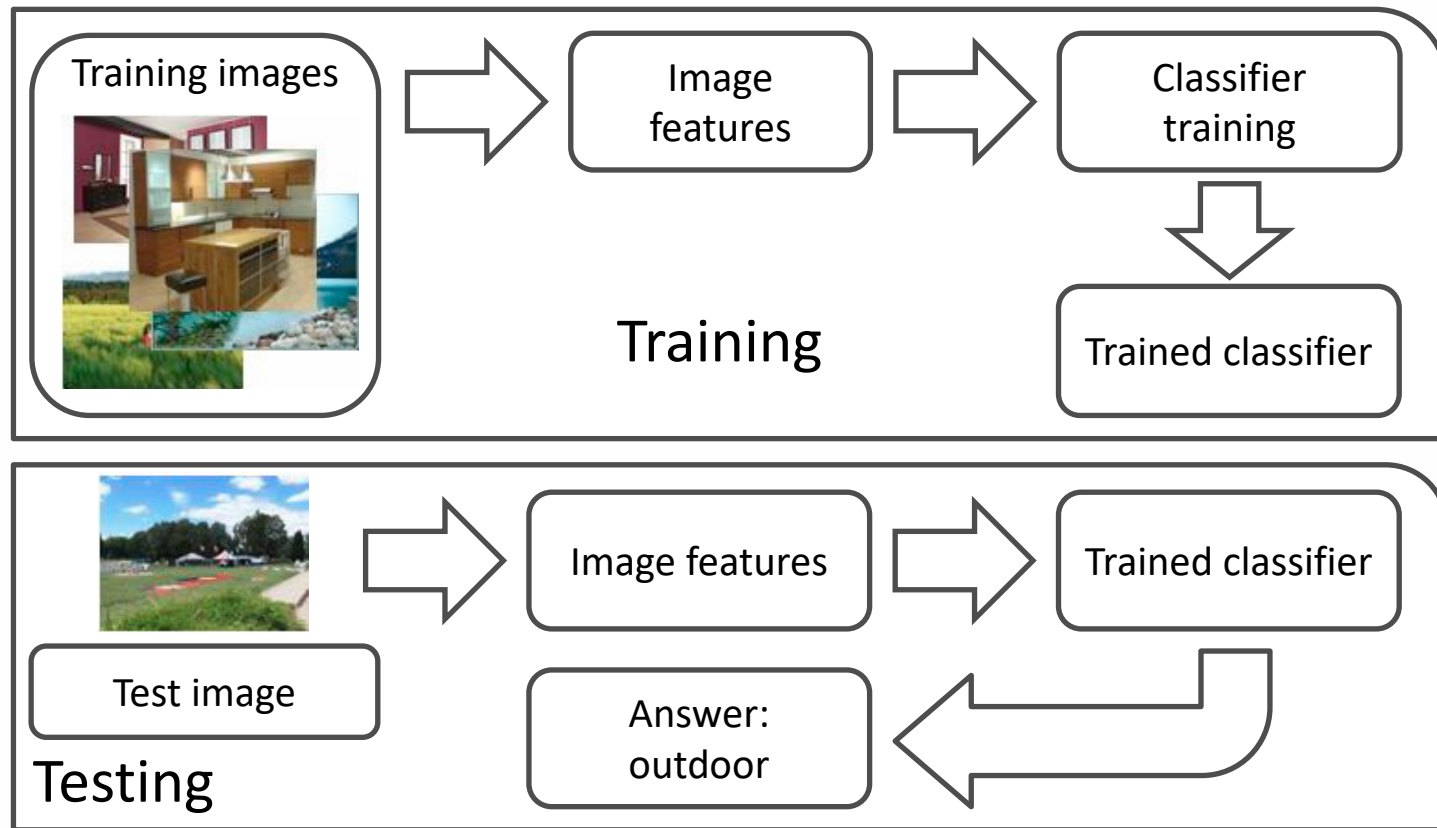 Training images
Image
features
Classifier
training
Training
Trained classifier
Image features
Trained classifier
Test image
Answer:
outdoor
Testing